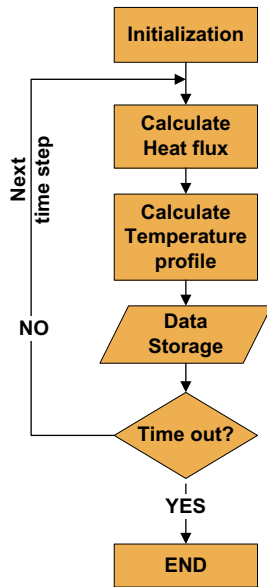 Initialization
Calculate
Heat flux
Next
time step
Calculate
Temperature
profile
NO
Data
Storage
Time out?
YES
END